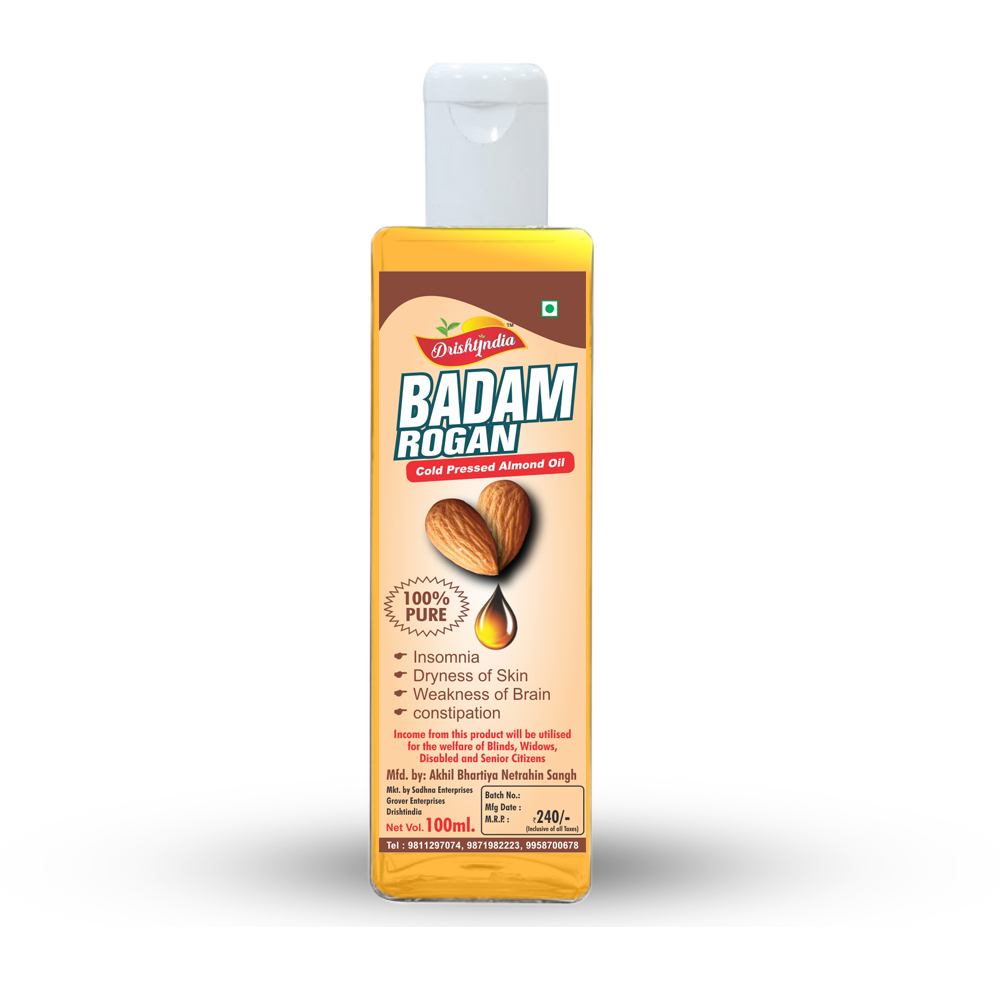 DrishtIndia TM
BADAM
ROGAN
Cold Pressed Almond Oil
100%
PURE
Insomnia
Dryness of Skin
Weakness of Brain
constipation
Income from this product will be utilised
for the welfare of Blinds, Widows,
Disabled and Senior Citizens
Mfd. by: Akhil Bhartiya Netrahin Sangh
Mkt. by Sadhna Enterprises
Grover Enterprises
Drishtindia
Net Vol. 100ml.
Batch No.:
Mfg Date :
M.R.P. : ₹240/-
(Inclusive of all Taxes)
Tel : 9811297074, 9871982223, 9958700678